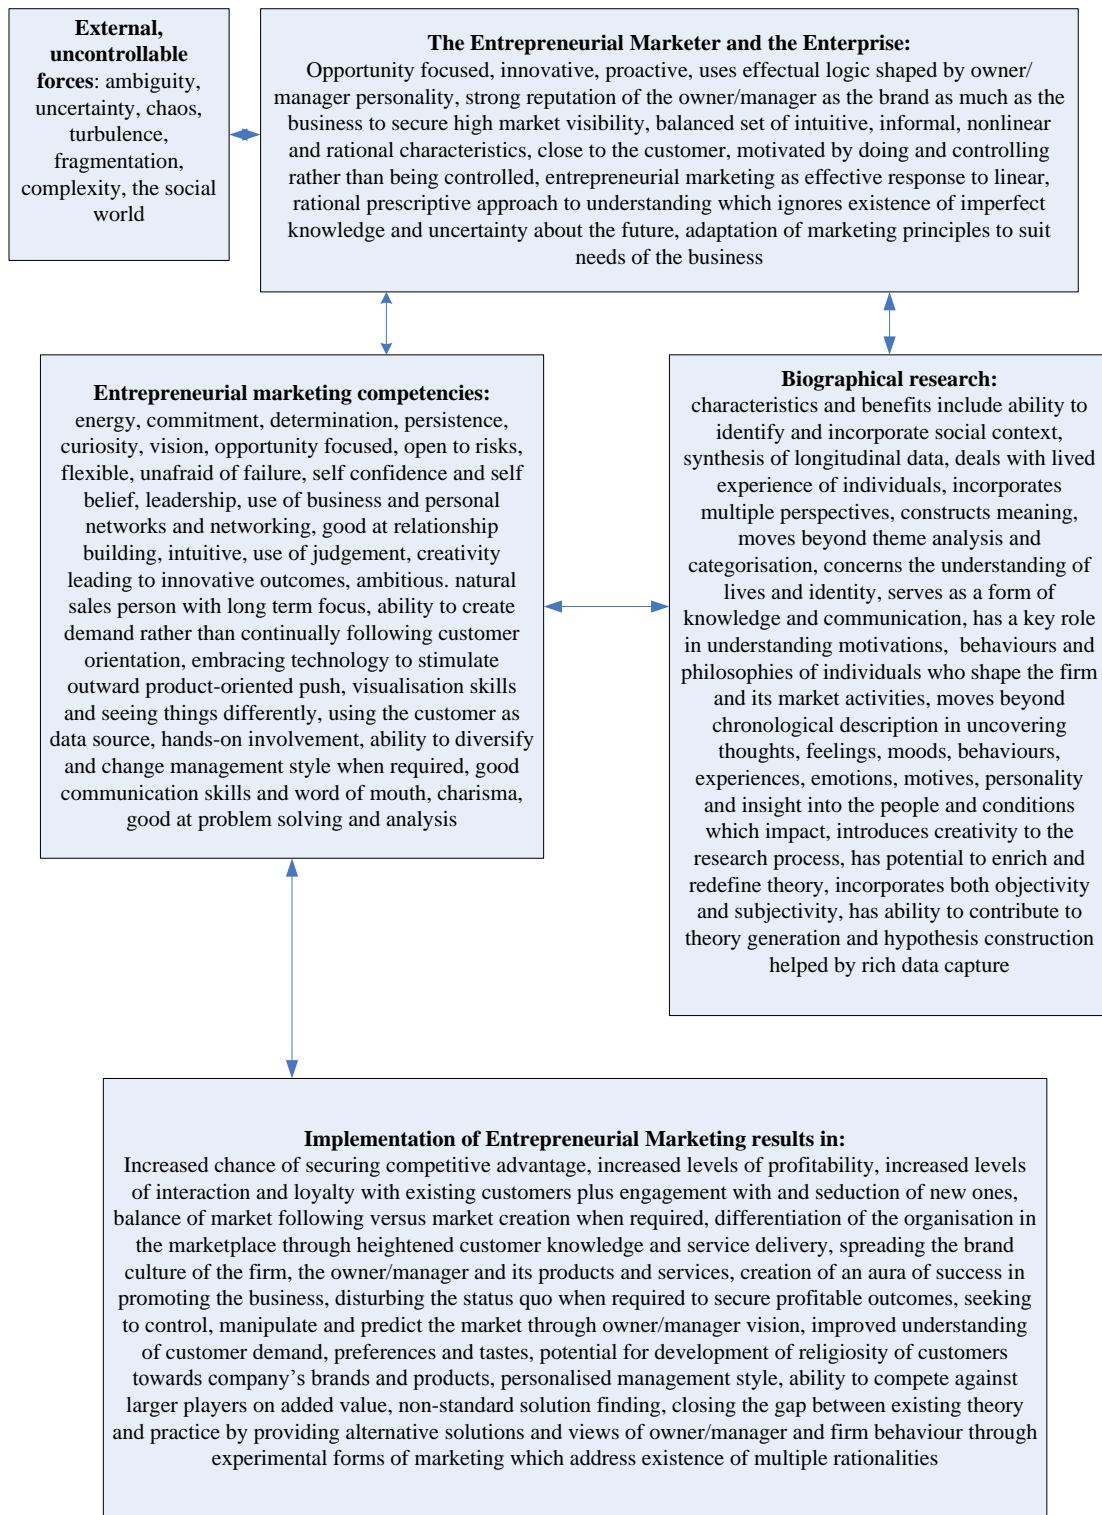 External,
uncontrollable
forces: ambiguity,
uncertainty, chaos,
turbulence,
fragmentation,
complexity, the social
world
The Entrepreneurial Marketer and the Enterprise:
Opportunity focused, innovative, proactive, uses effectual logic shaped by owner/
manager personality, strong reputation of the owner/manager as the brand as much as the
business to secure high market visibility, balanced set of intuitive, informal, nonlinear
and rational characteristics, close to the customer, motivated by doing and controlling
rather than being controlled, entrepreneurial marketing as effective response to linear,
rational prescriptive approach to understanding which ignores existence of imperfect
knowledge and uncertainty about the future, adaptation of marketing principles to suit
needs of the business
Entrepreneurial marketing competencies:
energy, commitment, determination, persistence,
curiosity, vision, opportunity focused, open to risks,
flexible, unafraid of failure, self confidence and self
belief, leadership, use of business and personal
networks and networking, good at relationship
building, intuitive, use of judgement, creativity
leading to innovative outcomes, ambitious. natural
sales person with long term focus, ability to create
demand rather than continually following customer
orientation, embracing technology to stimulate
outward product-oriented push, visualisation skills
and seeing things differently, using the customer as
data source, hands-on involvement, ability to diversify
and change management style when required, good
communication skills and word of mouth, charisma,
good at problem solving and analysis
Biographical research:
characteristics and benefits include ability to
identify and incorporate social context,
synthesis of longitudinal data, deals with lived
experience of individuals, incorporates
multiple perspectives, constructs meaning,
moves beyond theme analysis and
categorisation, concerns the understanding of
lives and identity, serves as a form of
knowledge and communication, has a key role
in understanding motivations, behaviours and
philosophies of individuals who shape the firm
and its market activities, moves beyond
chronological description in uncovering
thoughts, feelings, moods, behaviours,
experiences, emotions, motives, personality
and insight into the people and conditions
which impact, introduces creativity to the
research process, has potential to enrich and
redefine theory, incorporates both objectivity
and subjectivity, has ability to contribute to
theory generation and hypothesis construction
helped by rich data capture
Implementation of Entrepreneurial Marketing results in:
Increased chance of securing competitive advantage, increased levels of profitability, increased levels
of interaction and loyalty with existing customers plus engagement with and seduction of new ones,
balance of market following versus market creation when required, differentiation of the organisation in
the marketplace through heightened customer knowledge and service delivery, spreading the brand
culture of the firm, the owner/manager and its products and services, creation of an aura of success in
promoting the business, disturbing the status quo when required to secure profitable outcomes, seeking
to control, manipulate and predict the market through owner/manager vision, improved understanding
of customer demand, preferences and tastes, potential for development of religiosity of customers
towards company’s brands and products, personalised management style, ability to compete against
larger players on added value, non-standard solution finding, closing the gap between existing theory
and practice by providing alternative solutions and views of owner/manager and firm behaviour through
experimental forms of marketing which address existence of multiple rationalities